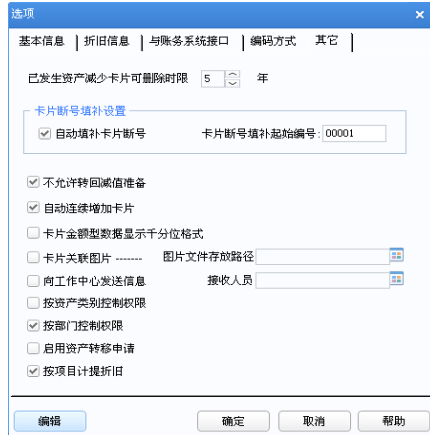 选项
基本信息 折旧信息 与账务系统接口 编码方式 其它
已发生资产减少卡片可删除时限 5 年
卡片断号填补设置
自动填补卡片断号 卡片断号填补起始编号: 00001
不允许转回减值准备
自动连续增加卡片
卡片金额型数据显示千分位格式
卡片关联图片 ------- 图片文件存放路径
向工作中心发送信息 接收人员
按资产类别控制权限
按部门控制权限
启用资产转移申请
按项目计提折旧
编辑 确定 取消 帮助